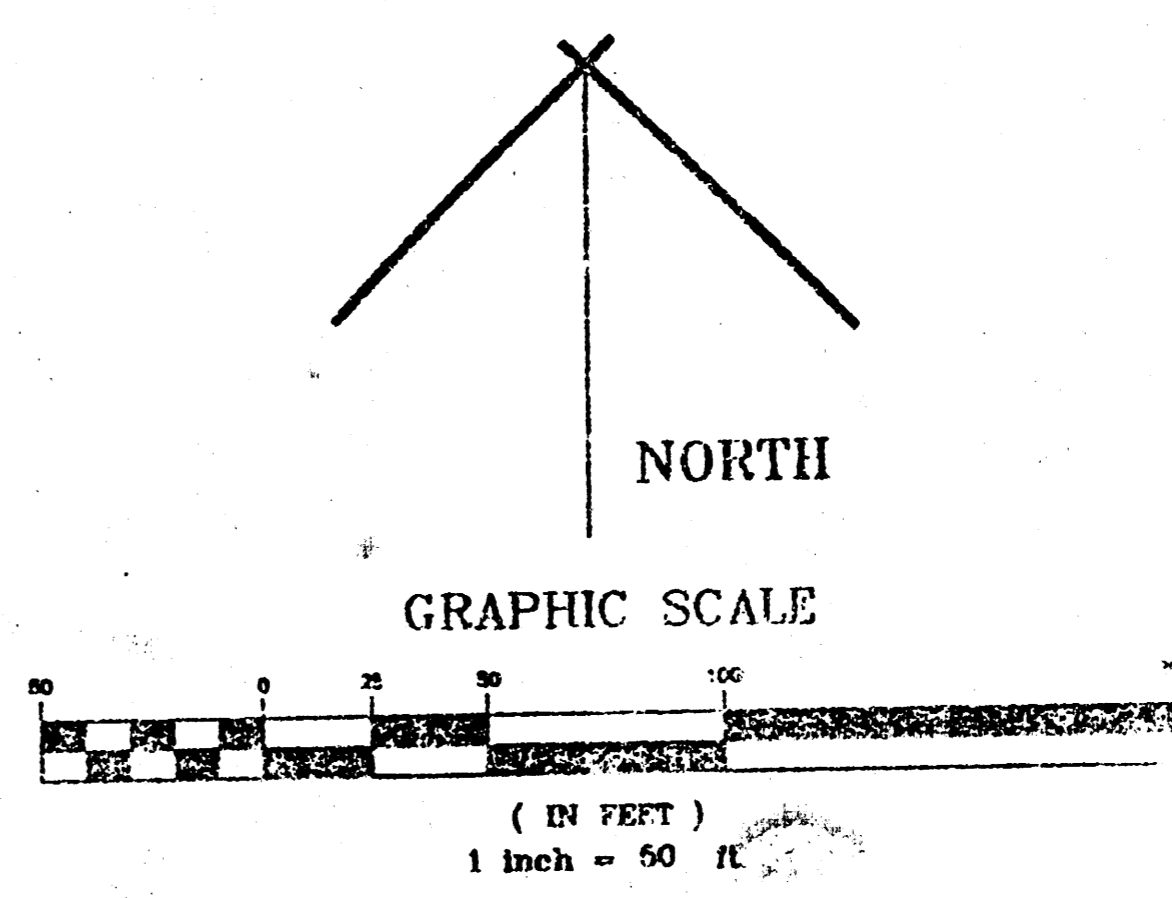 NORTH
GRAPHIC SCALE
50 0 25 50 100
( IN FEET )
1 inch = 50 ft.